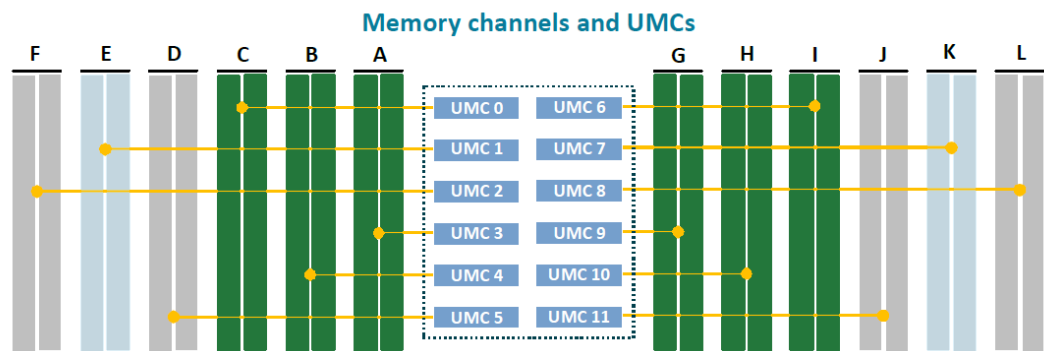 Memory channels and UMCs
F E D C B A G H I J K L
UMC 0 UMC 6
UMC 1 UMC 7
UMC 2 UMC 8
UMC 3 UMC 9
UMC 4 UMC 10
UMC 5 UMC 11